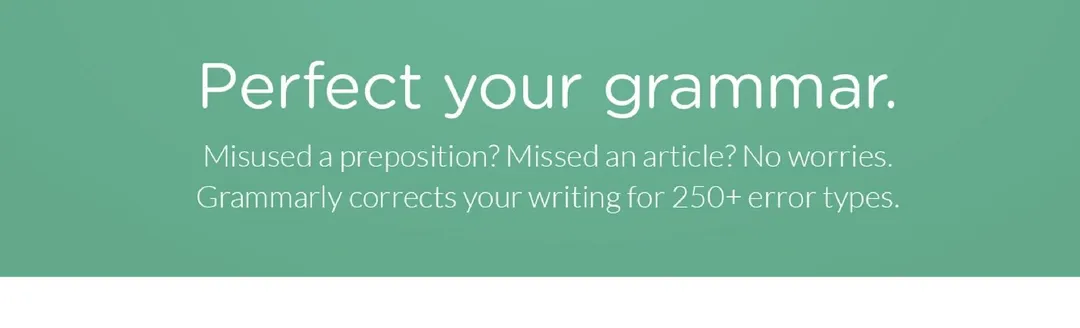 Perfect your grammar.
Misused a preposition? Missed an article? No worries.
Grammarly corrects your writing for 250+ error types.